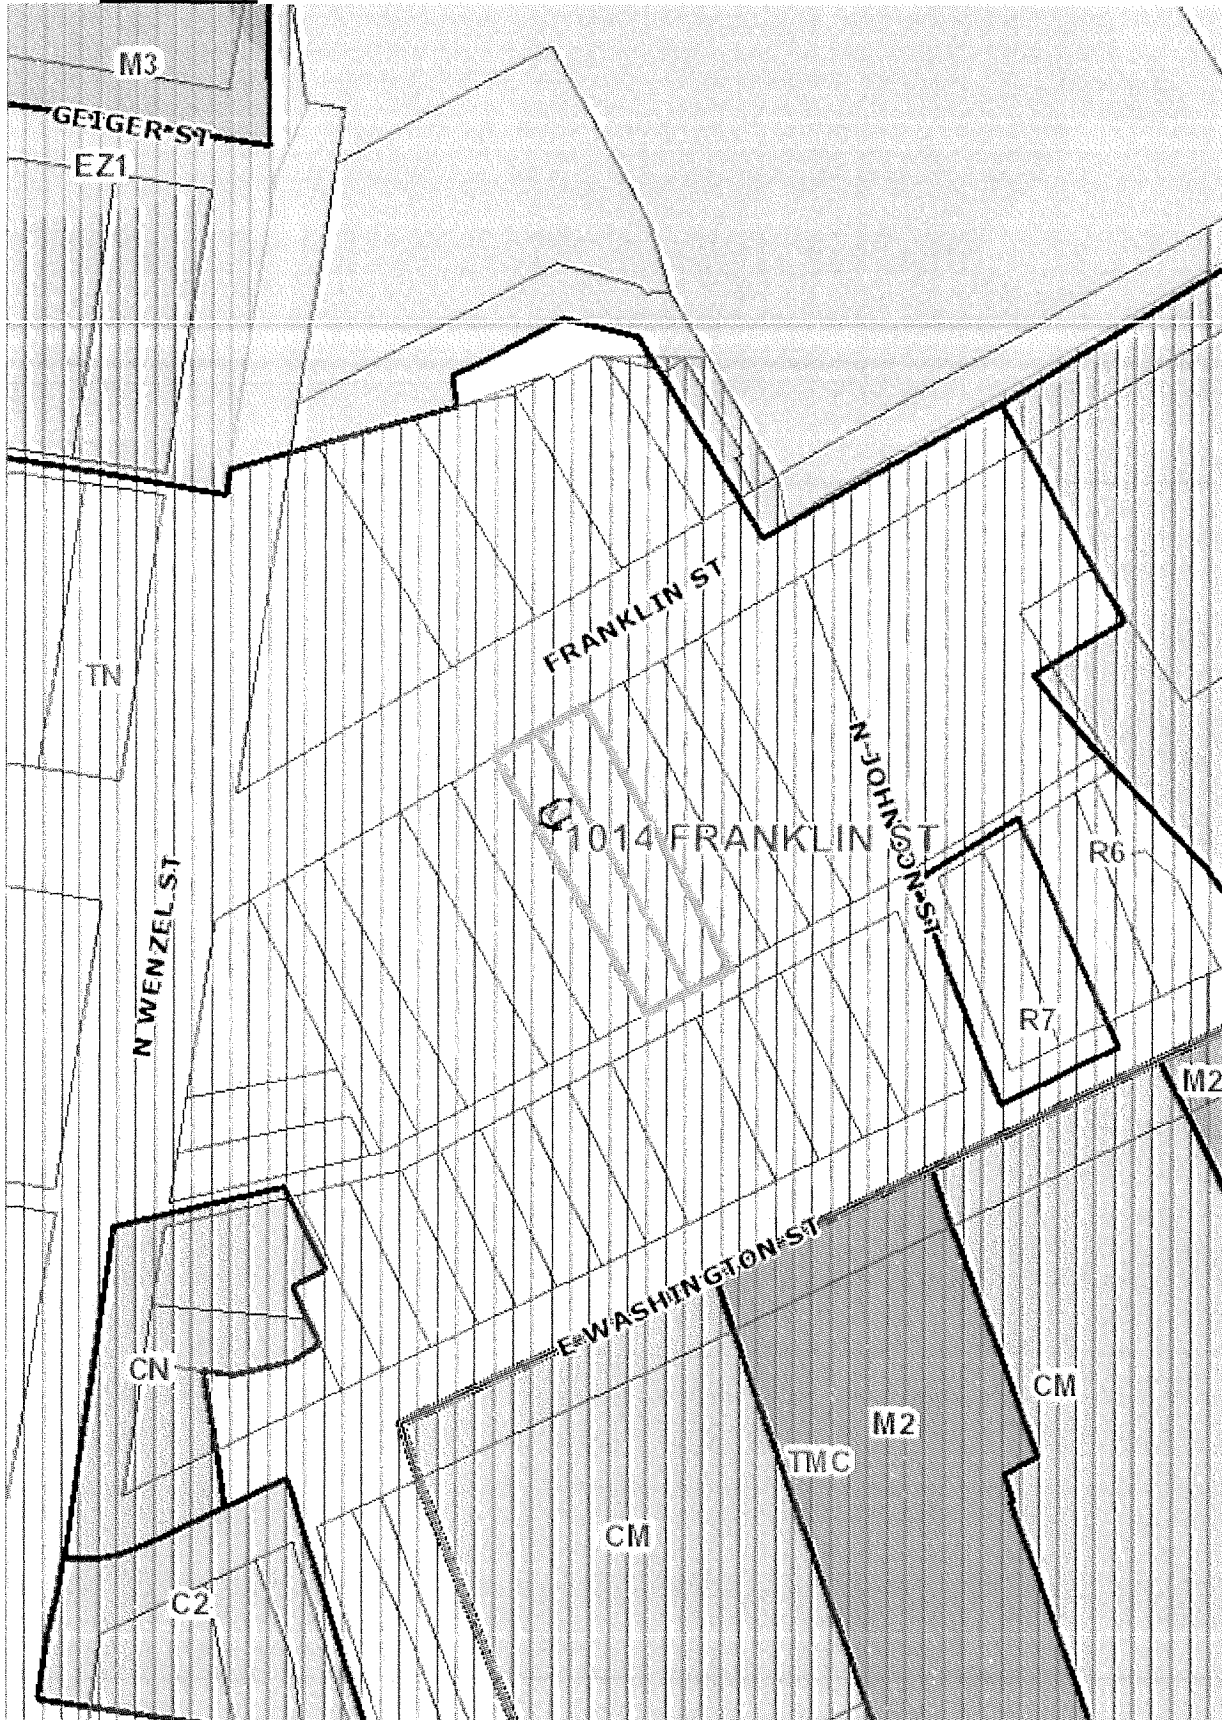 M3
GEIGER ST
EZ1
FRANKLIN ST
TN
N JOHNSON ST
1014 FRANKLIN ST
R6
N WENZEL ST
R7
M2
E WASHINGTON ST
CN
CM
M2
TMC
CM
C2